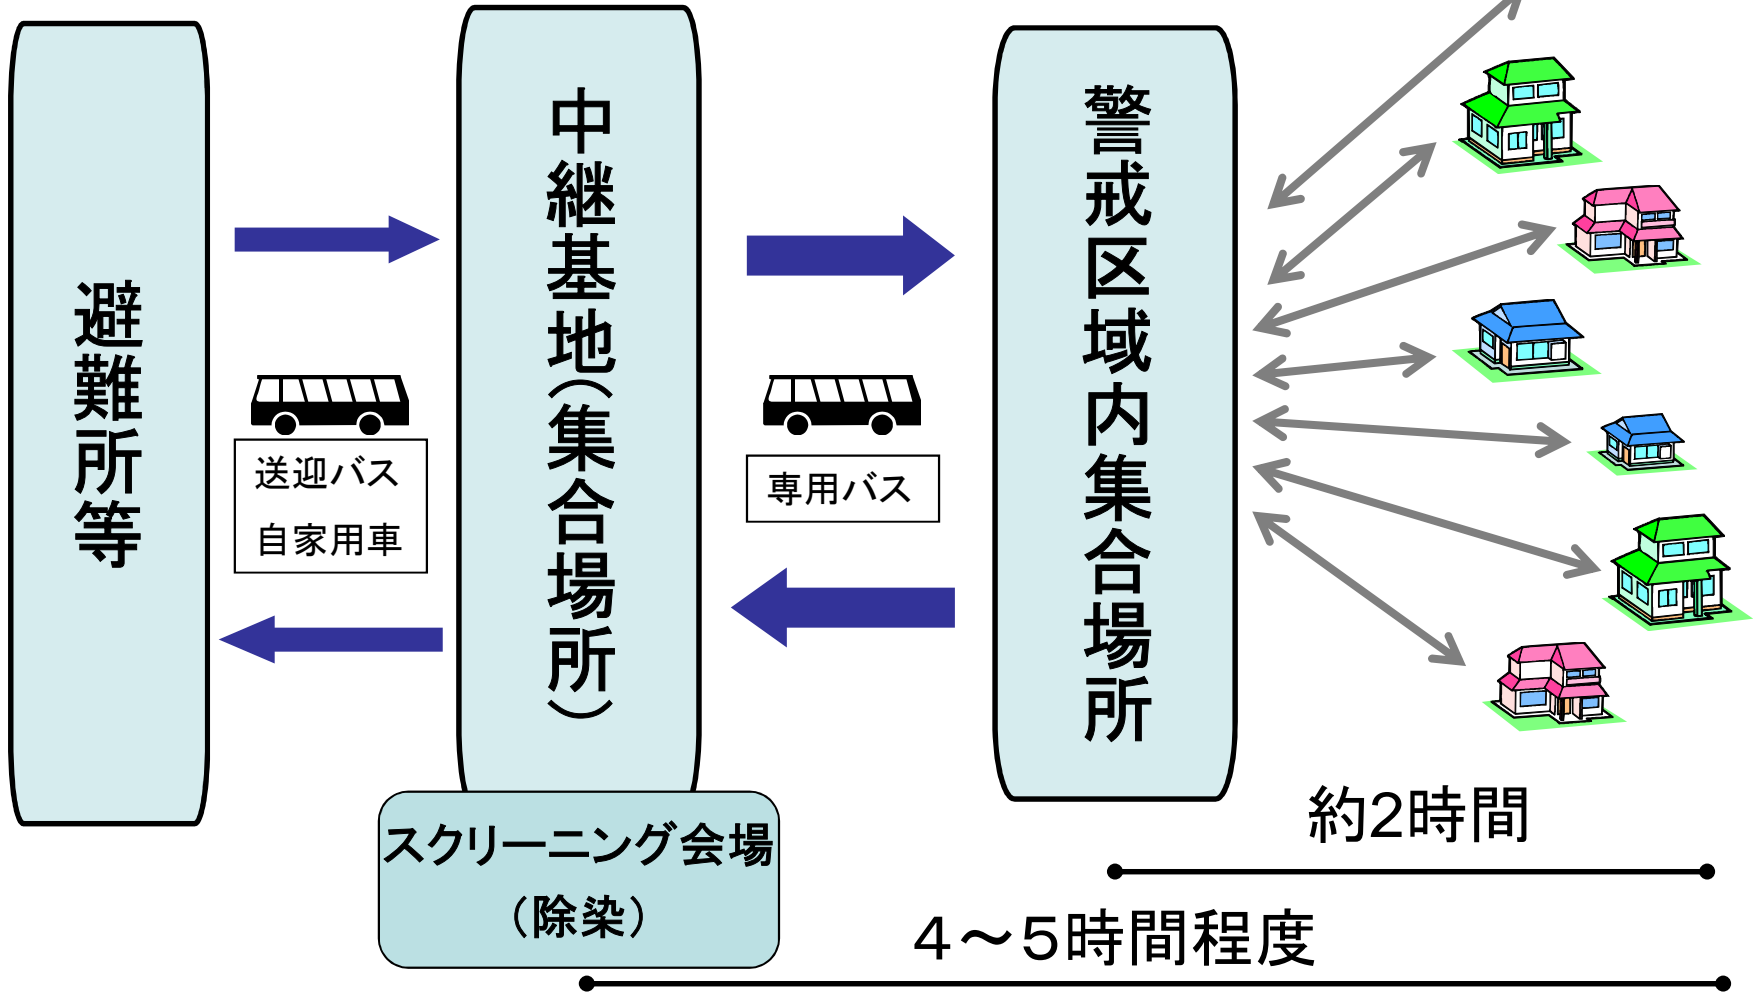 避難所等
送迎バス
自家用車
中継基地(集合場所)
スクリーニング会場
(除染)
専用バス
警戒区域内集合場所
約2時間
4～5時間程度